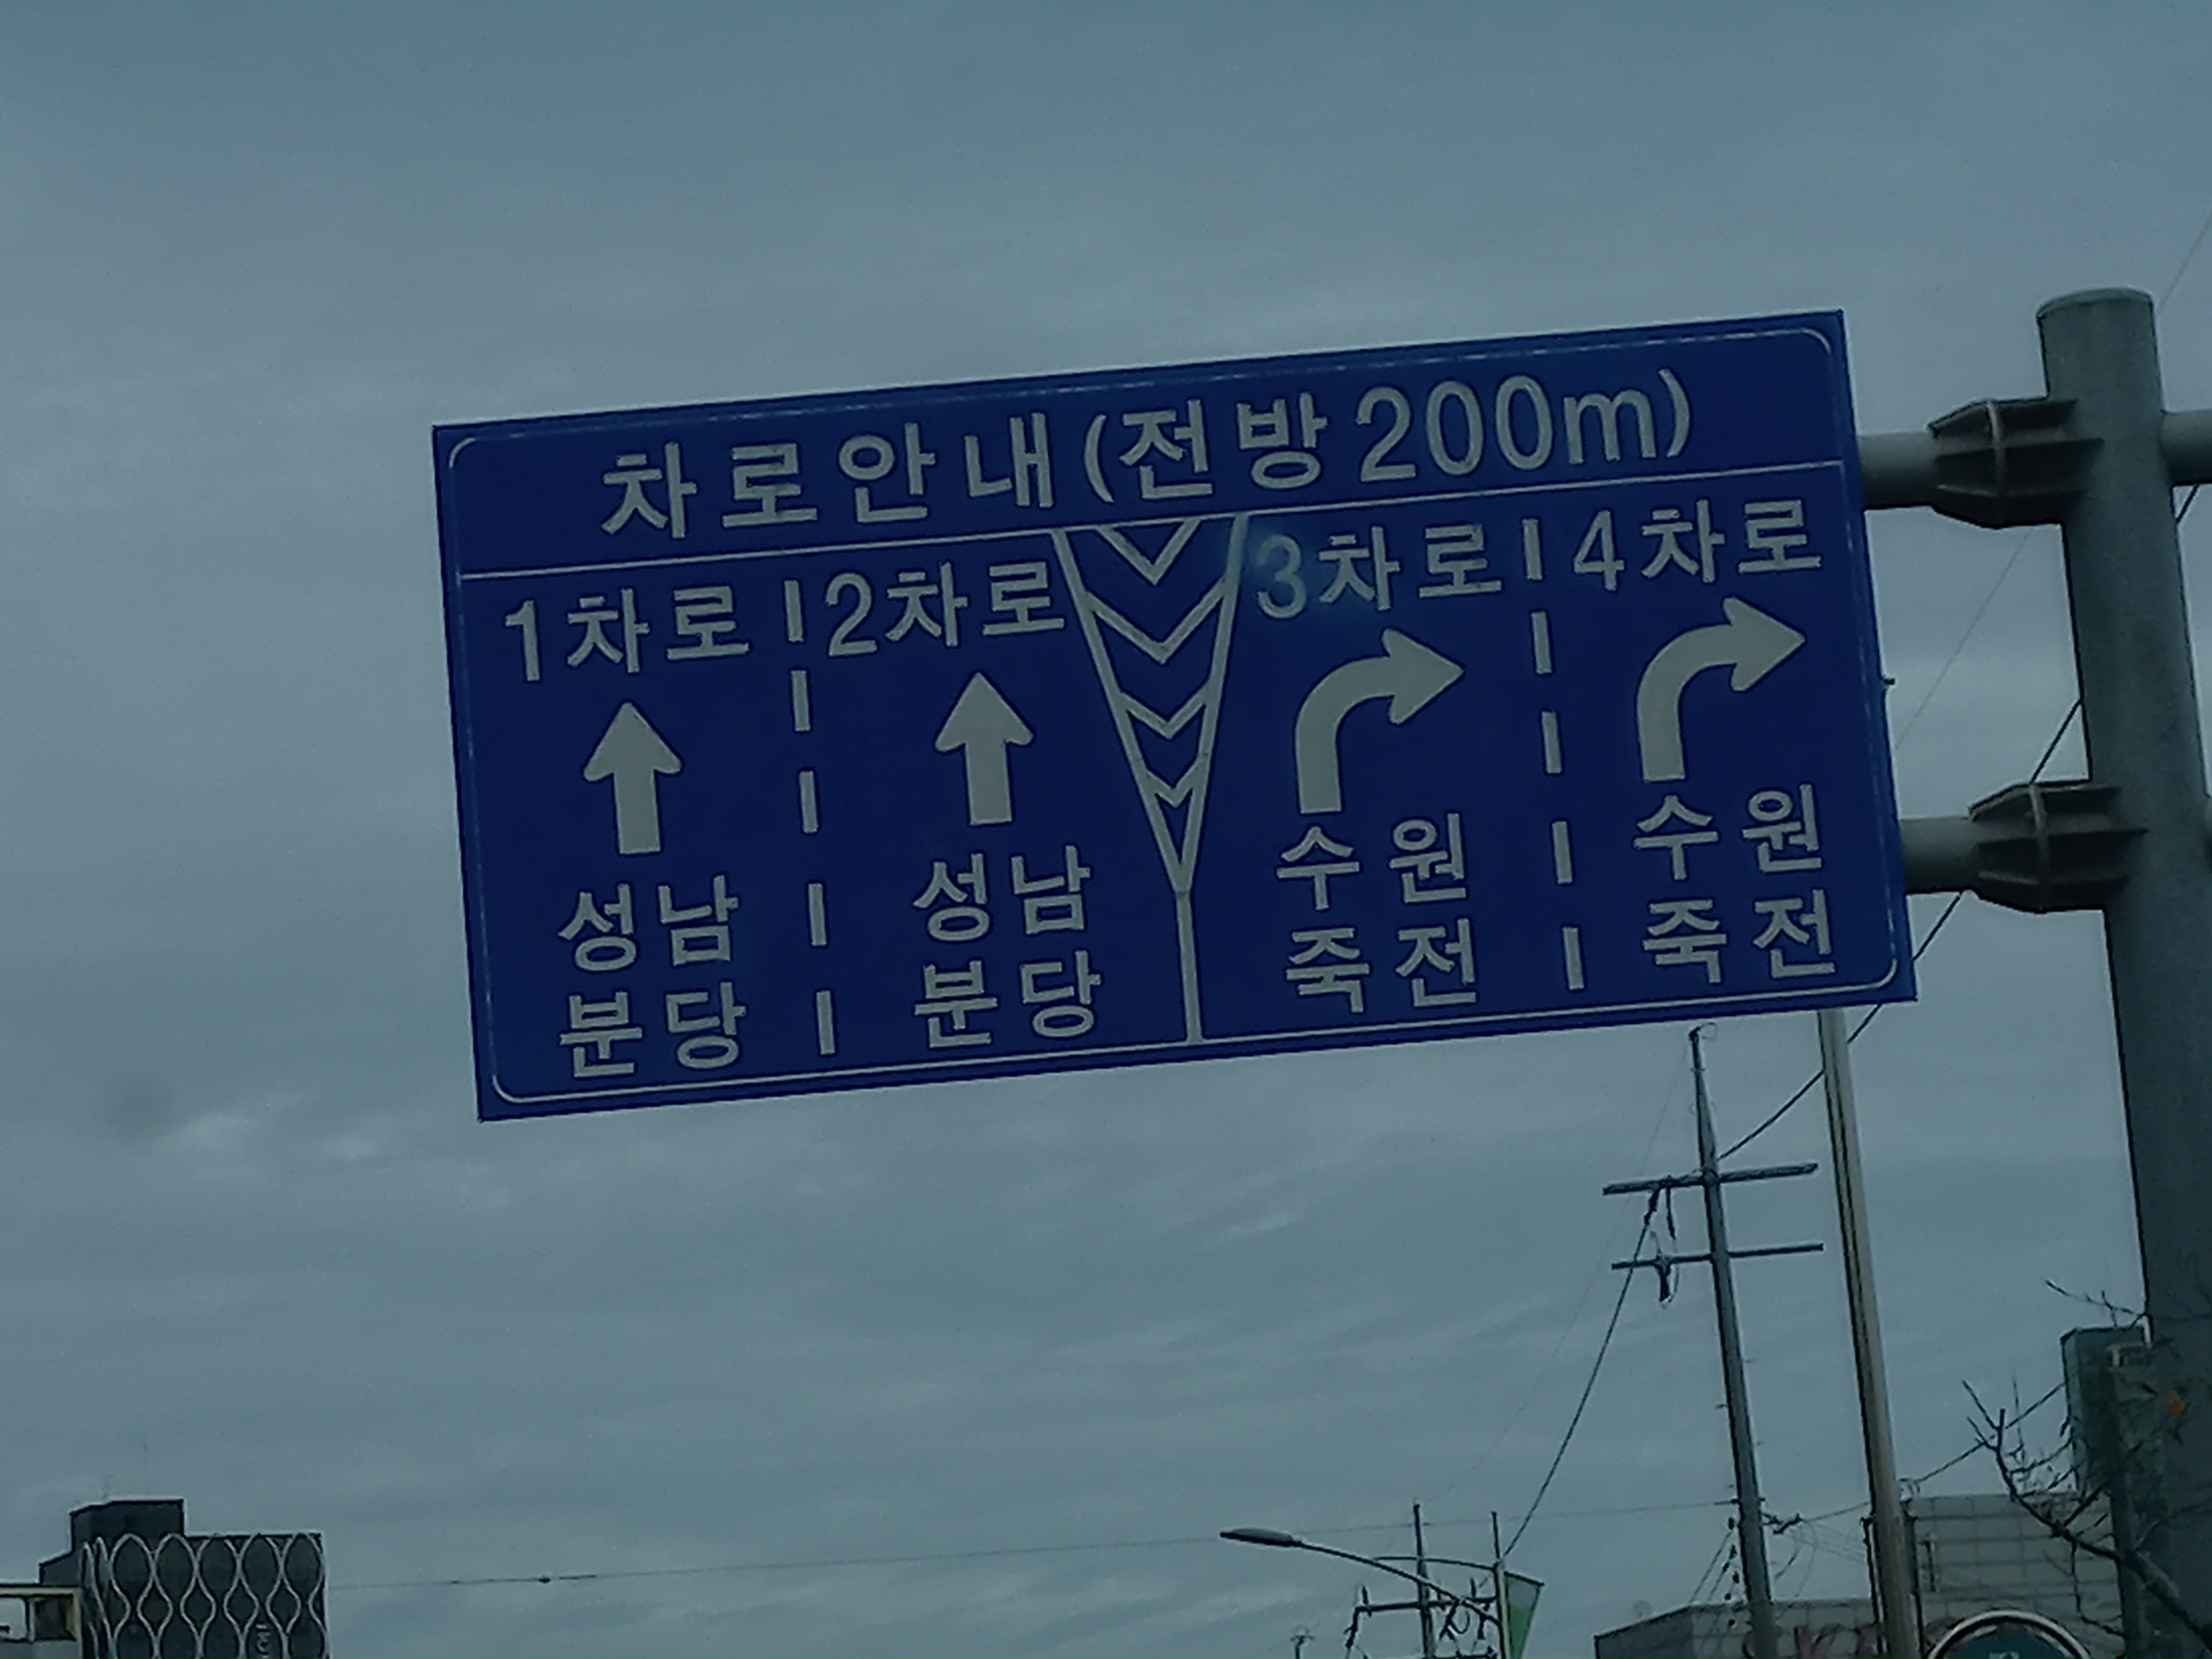 차로안내(전방200m)
1차로 2차로 3차로 4차로
성남 성남 수원 수원
분당 분당 죽전 죽전